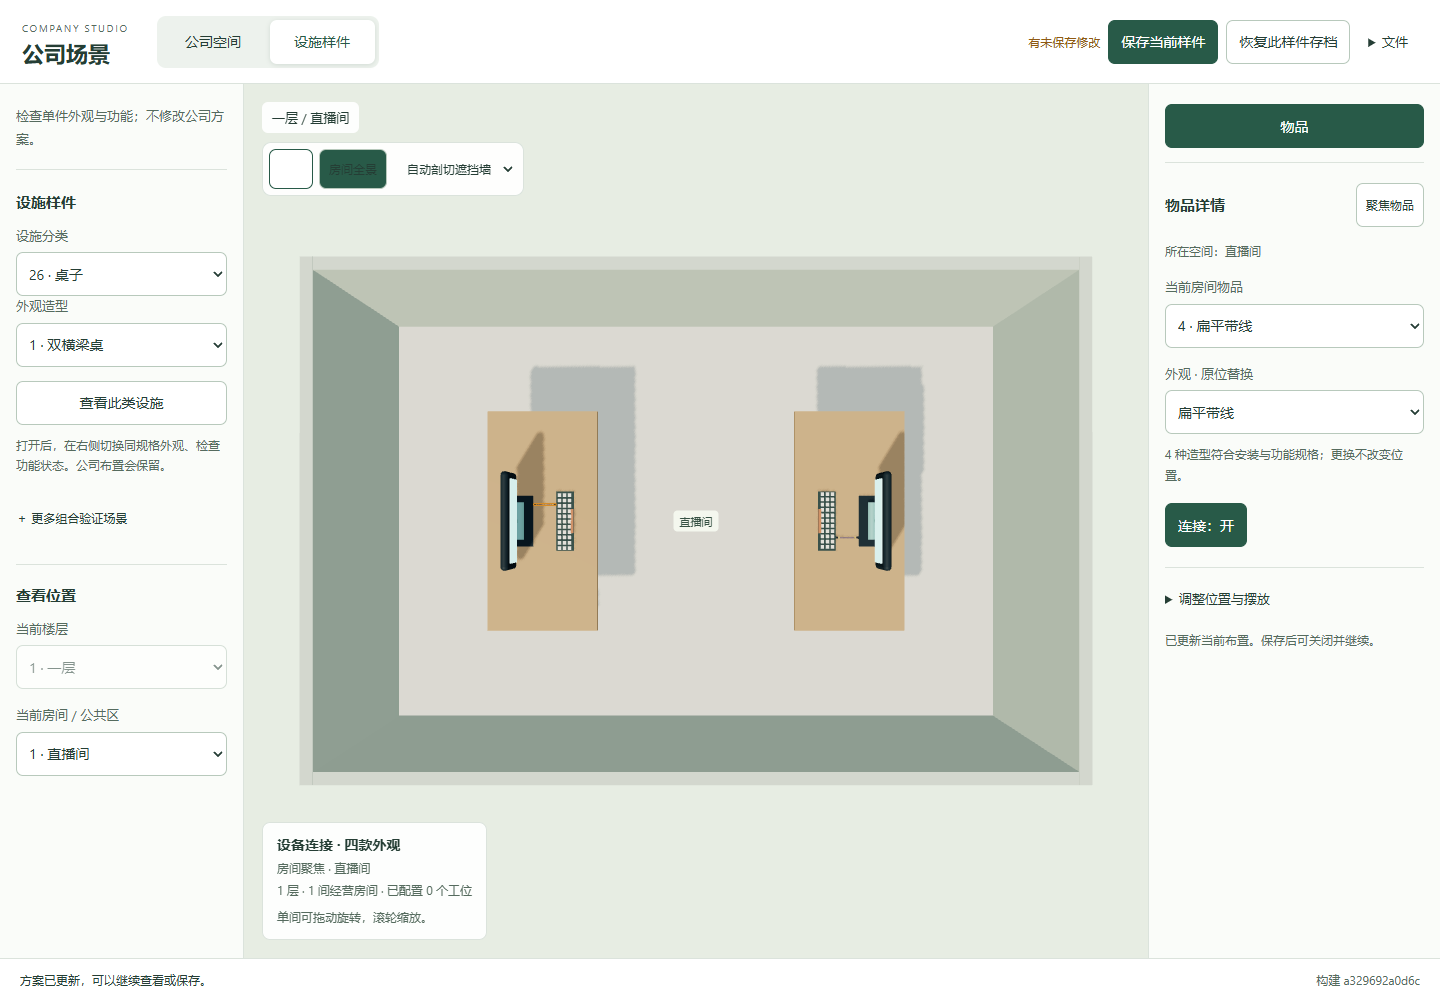 COMPANY STUDIO
公司场景
公司空间
设施样件
有未保存修改
保存当前样件
恢复此样件存档
▶ 文件
检查单件外观与功能；不修改公司方案。
设施样件
设施分类
26 · 桌子
外观造型
1 · 双横梁桌
查看此类设施
打开后，在右侧切换同规格外观、检查
功能状态。公司布置会保留。
+ 更多组合验证场景
查看位置
当前楼层
1 · 一层
当前房间 / 公共区
1 · 直播间
一层 / 直播间
房间全景
自动剖切遮挡墙
直播间
设备连接 · 四款外观
房间聚焦 · 直播间
1 层 · 1 间经营房间 · 已配置 0 个工位
单间可拖动旋转，滚轮缩放。
物品
物品详情
聚焦物品
所在空间：直播间
当前房间物品
4 · 扁平带线
外观 · 原位替换
扁平带线
4 种造型符合安装与功能规格；更换不改变位
置。
连接：开
▶ 调整位置与摆放
已更新当前布置。保存后可关闭并继续。
方案已更新，可以继续查看或保存。
构建 a329692a0d6c